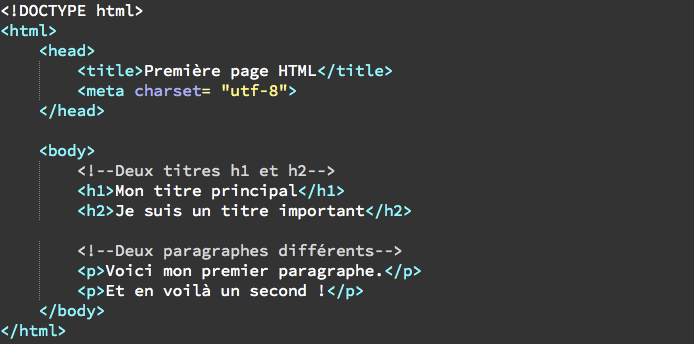 <!DOCTYPE html>
<html>
<head>
<title>Première page HTML</title>
<meta charset= "utf-8">
</head>
<body>
<!--Deux titres h1 et h2-->
<h1>Mon titre principal</h1>
<h2>Je suis un titre important</h2>
<!--Deux paragraphes différents-->
<p>Voici mon premier paragraphe.</p>
<p>Et en voilà un second !</p>
</body>
</html>